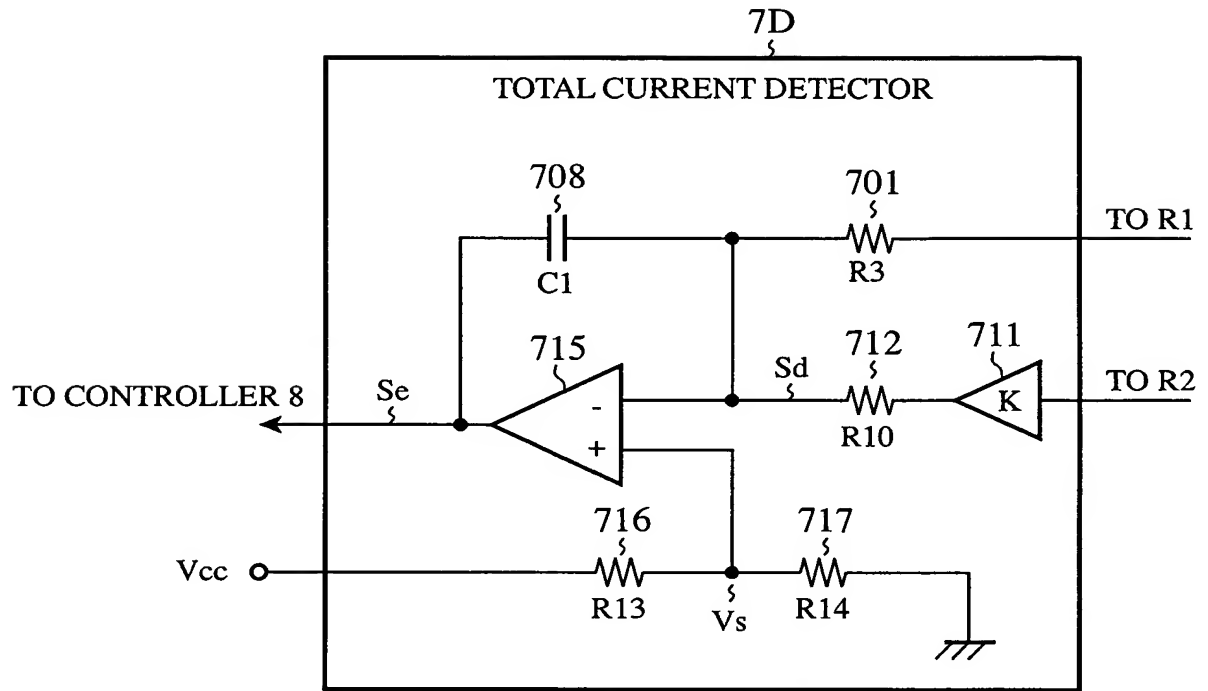 7D
TOTAL CURRENT DETECTOR
708
701
TO R1
C1
R3
715
712
711
TO CONTROLLER 8
Se
-
Sd
K
TO R2
R10
+
716
717
Vcc
R13
Vs
R14